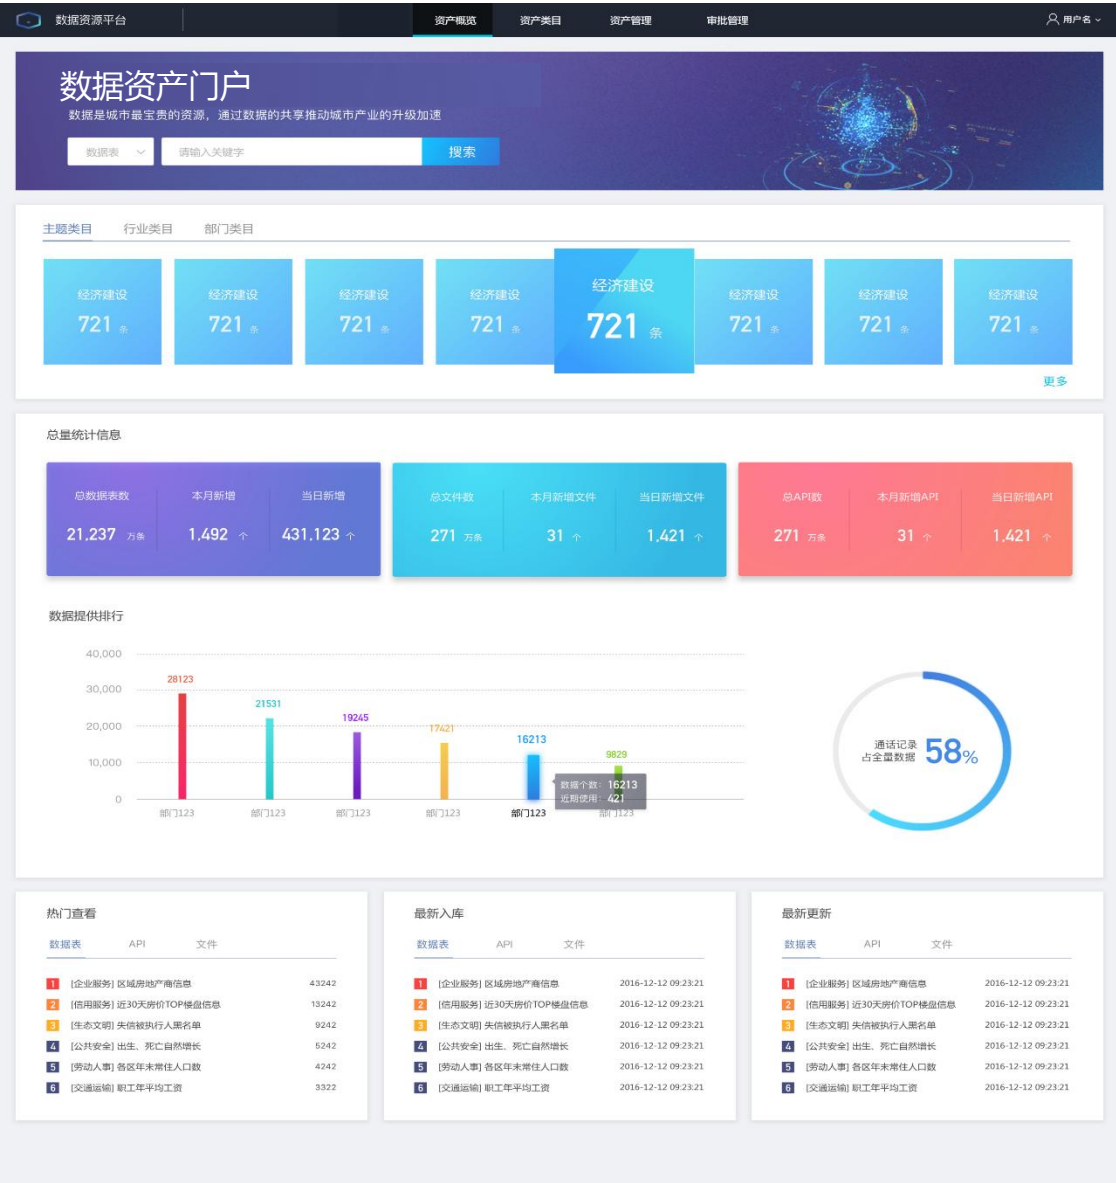 数据资源平台 资产概览 资产类目 资产管理 审批管理 用户名
数据资产门户
数据是城市最宝贵的资源，通过数据的共享推动城市产业的升级加速
数据表 请输入关键字 搜索
主题类目 行业类目 部门类目
经济建设 经济建设 经济建设 经济建设 经济建设 经济建设 经济建设 经济建设
721 条 721 条 721 条 721 条 721 条 721 条 721 条 721 条
更多
总量统计信息
总数据表数 本月新增 当日新增 总文件数 本月新增文件 当日新增文件 总API数 本月新增API 当日新增API
21,237 万条 1,492 个 431,123 个 271 万条 31 个 1,421 个 271 万条 31 个 1,421 个
数据提供排行
40,000
30,000
20,000
10,000
0
28123
21531
19245
17421
16213
9829
数据个数：16213
近期使用：421
部门123 部门123 部门123 部门123 部门123 部门123
通话记录
占全量数据 58%
热门查看
数据表 API 文件
1 [企业服务] 区域房地产商信息 43242
2 [信用服务] 近30天房价TOP楼盘信息 13242
3 [生态文明] 失信被执行人黑名单 9242
4 [公共安全] 出生、死亡自然增长 5242
5 [劳动人事] 各区年末常住人口数 4242
6 [交通运输] 职工年平均工资 3322
最新入库
数据表 API 文件
1 [企业服务] 区域房地产商信息 2016-12-12 09:23:21
2 [信用服务] 近30天房价TOP楼盘信息 2016-12-12 09:23:21
3 [生态文明] 失信被执行人黑名单 2016-12-12 09:23:21
4 [公共安全] 出生、死亡自然增长 2016-12-12 09:23:21
5 [劳动人事] 各区年末常住人口数 2016-12-12 09:23:21
6 [交通运输] 职工年平均工资 2016-12-12 09:23:21
最新更新
数据表 API 文件
1 [企业服务] 区域房地产商信息 2016-12-12 09:23:21
2 [信用服务] 近30天房价TOP楼盘信息 2016-12-12 09:23:21
3 [生态文明] 失信被执行人黑名单 2016-12-12 09:23:21
4 [公共安全] 出生、死亡自然增长 2016-12-12 09:23:21
5 [劳动人事] 各区年末常住人口数 2016-12-12 09:23:21
6 [交通运输] 职工年平均工资 2016-12-12 09:23:21